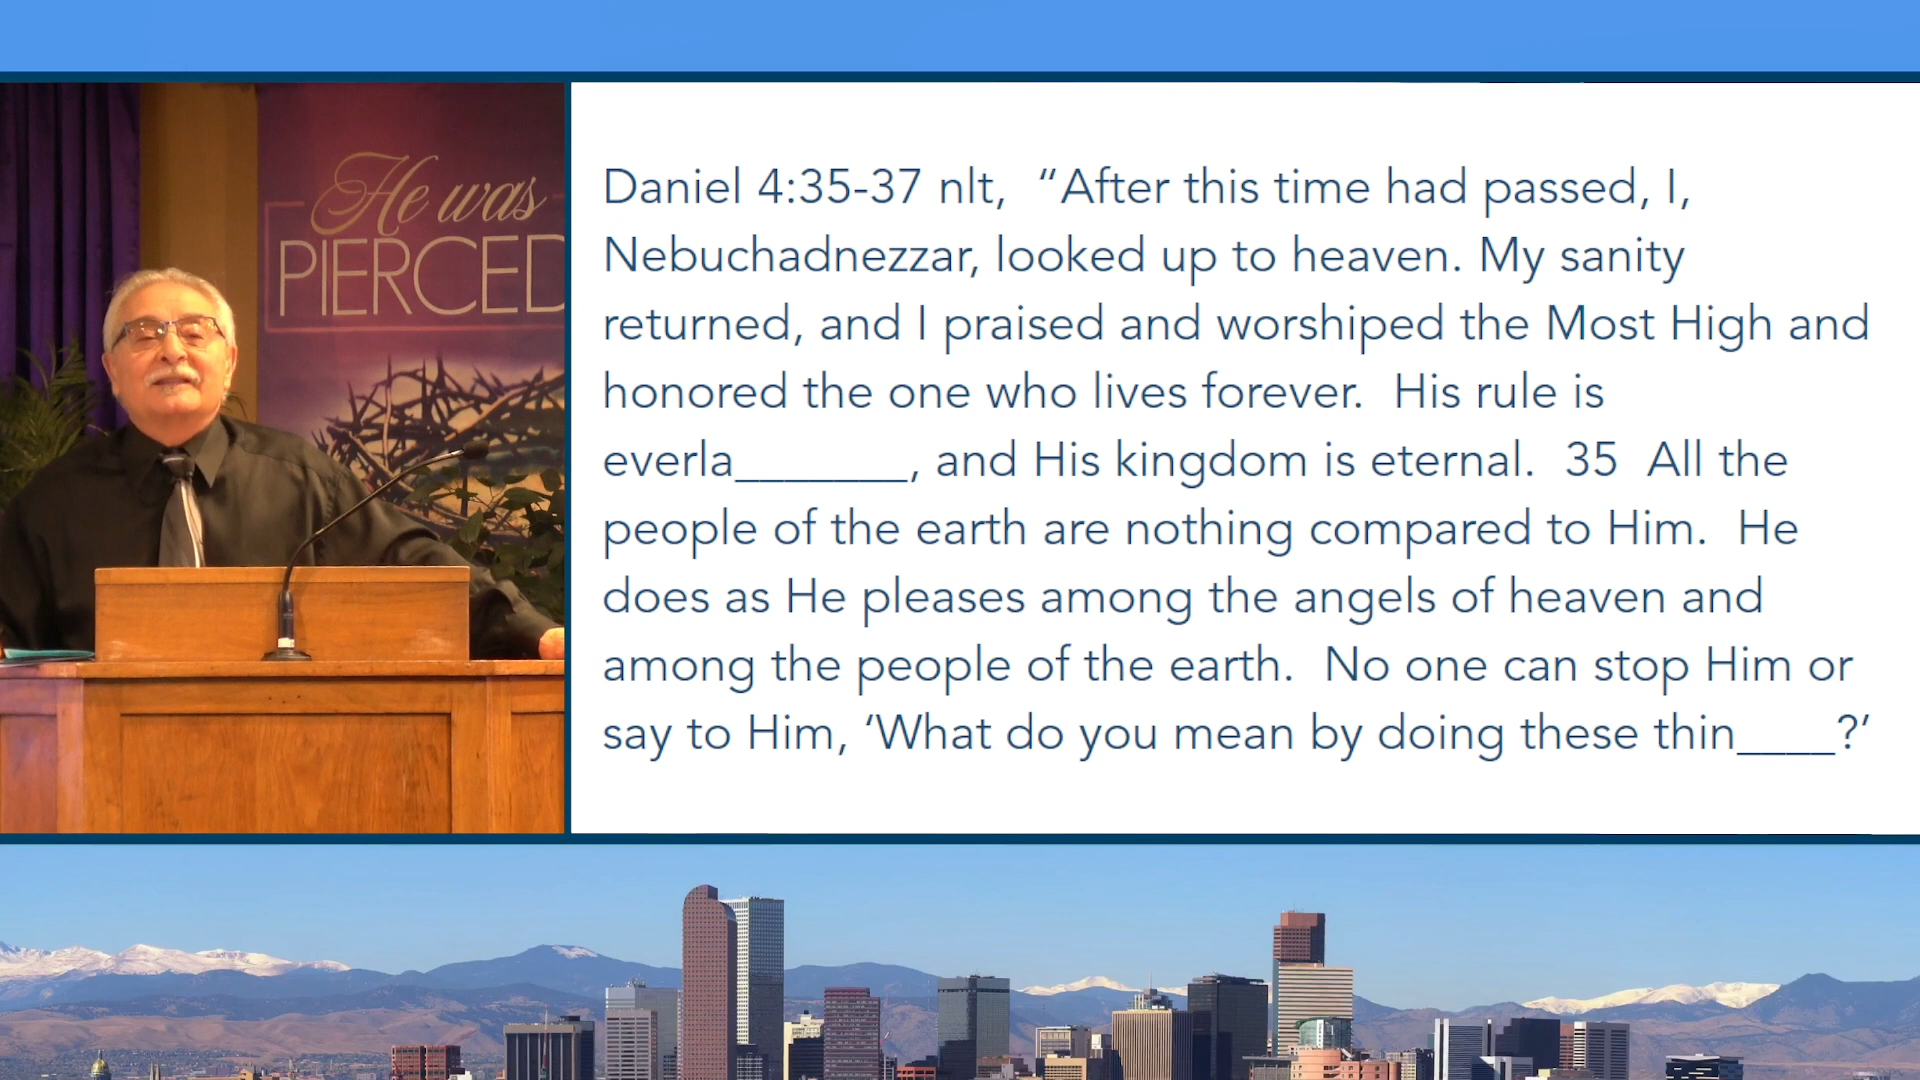 He was
PIERCED
Daniel 4:35-37 nlt, “After this time had passed, I,
Nebuchadnezzar, looked up to heaven. My sanity
returned, and I praised and worshiped the Most High and
honored the one who lives forever. His rule is
everla_______, and His kingdom is eternal. 35 All the
people of the earth are nothing compared to Him. He
does as He pleases among the angels of heaven and
among the people of the earth. No one can stop Him or
say to Him, ‘What do you mean by doing these thin____?’